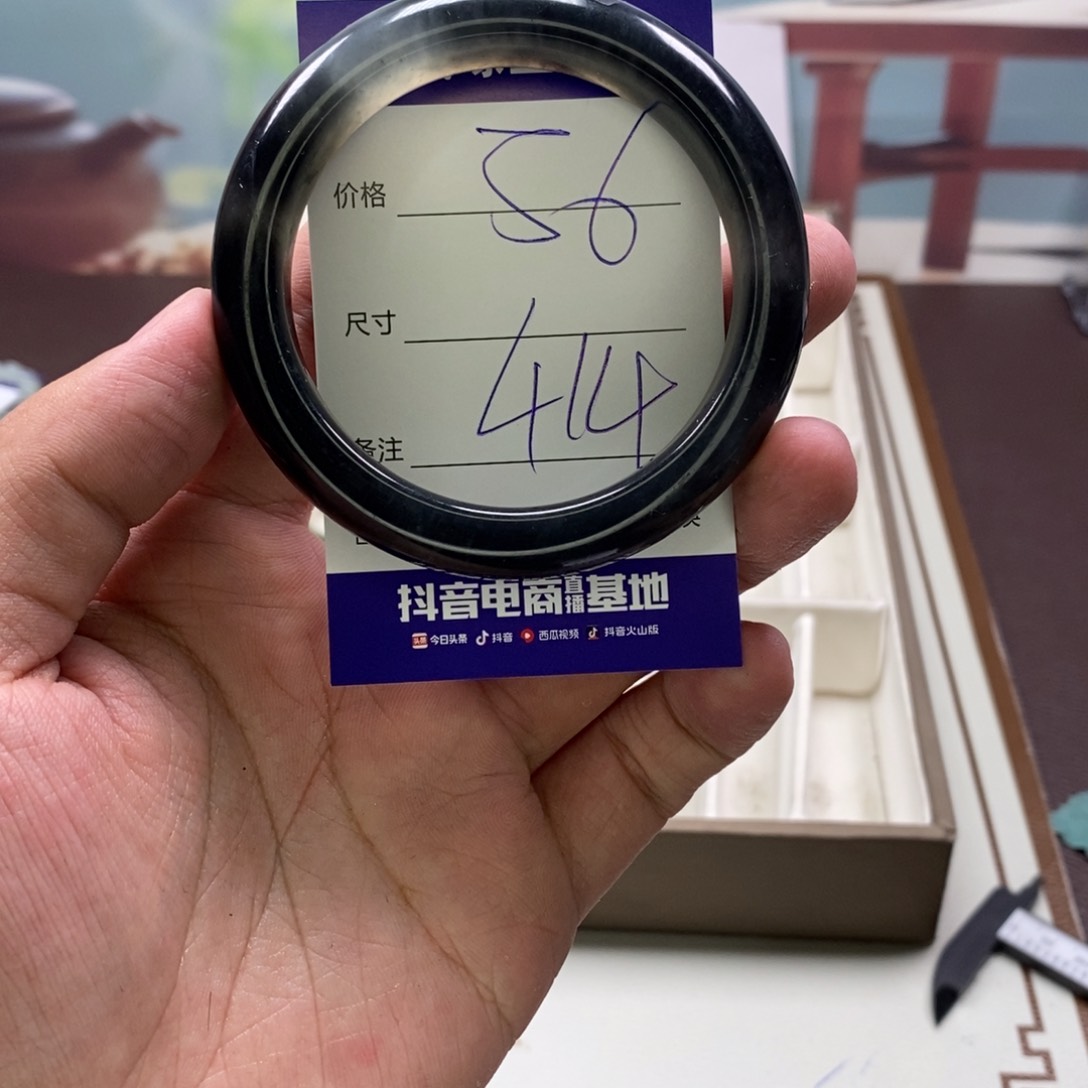 价格 56
尺寸
414
备注
抖音电商直播基地
今日头条 抖音 西瓜视频 抖音火山版